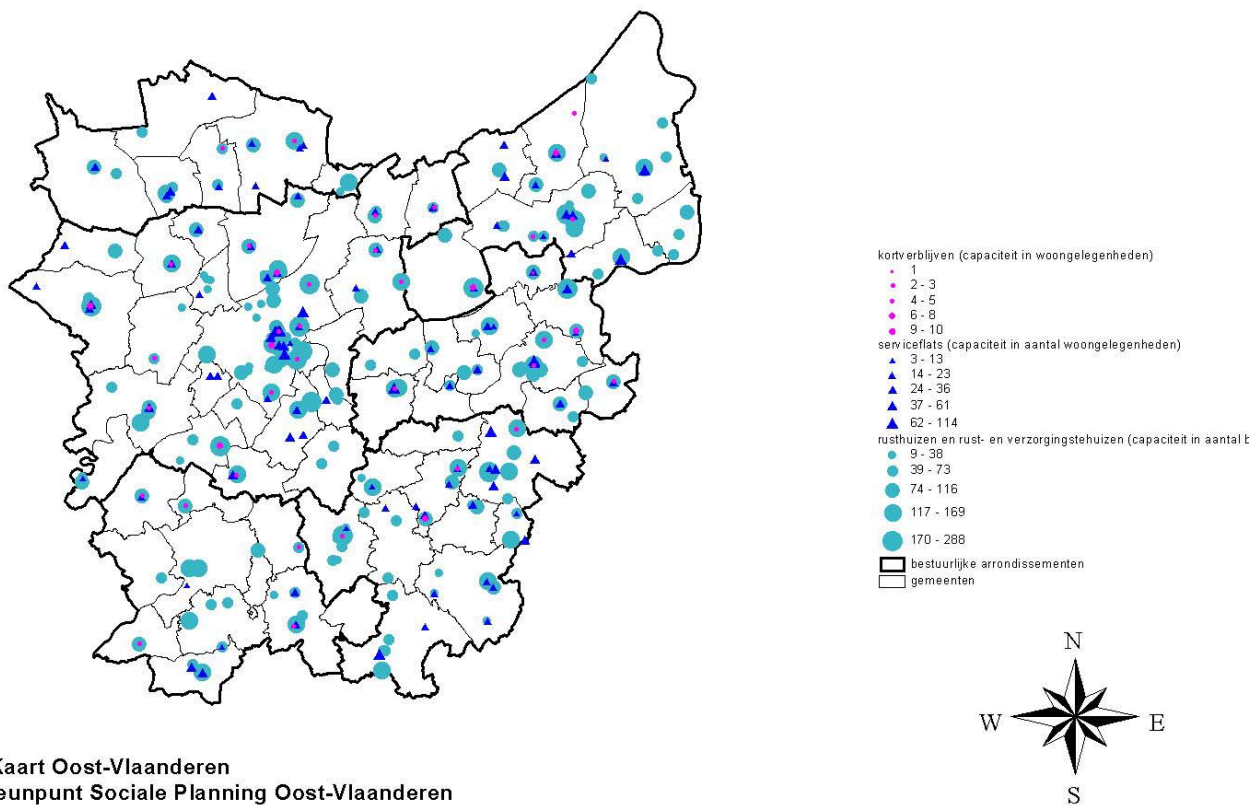 kortverblijven (capaciteit in woongelegenheden)
1
2 - 3
4 - 5
6 - 8
9 - 10
serviceflats (capaciteit in aantal woongelegenheden)
3 - 13
14 - 23
24 - 36
37 - 61
62 - 114
rusthuizen en rust- en verzorgingstehuizen (capaciteit in aantal b
9 - 38
39 - 73
74 - 116
117 - 169
170 - 288
bestuurlijke arrondissementen
gemeenten
N
W E
S
Kaart Oost-Vlaanderen
eunpunt Sociale Planning Oost-Vlaanderen